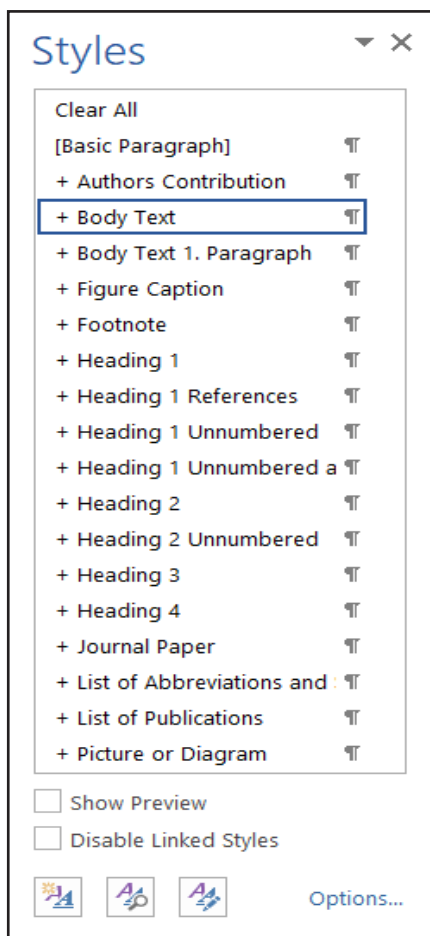 Styles
Clear All
[Basic Paragraph] ¶
+ Authors Contribution ¶
+ Body Text ¶
+ Body Text 1. Paragraph ¶
+ Figure Caption ¶
+ Footnote ¶
+ Heading 1 ¶
+ Heading 1 References ¶
+ Heading 1 Unnumbered ¶
+ Heading 1 Unnumbered a ¶
+ Heading 2 ¶
+ Heading 2 Unnumbered ¶
+ Heading 3 ¶
+ Heading 4 ¶
+ Journal Paper ¶
+ List of Abbreviations and ¶
+ List of Publications ¶
+ Picture or Diagram ¶
Show Preview
Disable Linked Styles
Options...